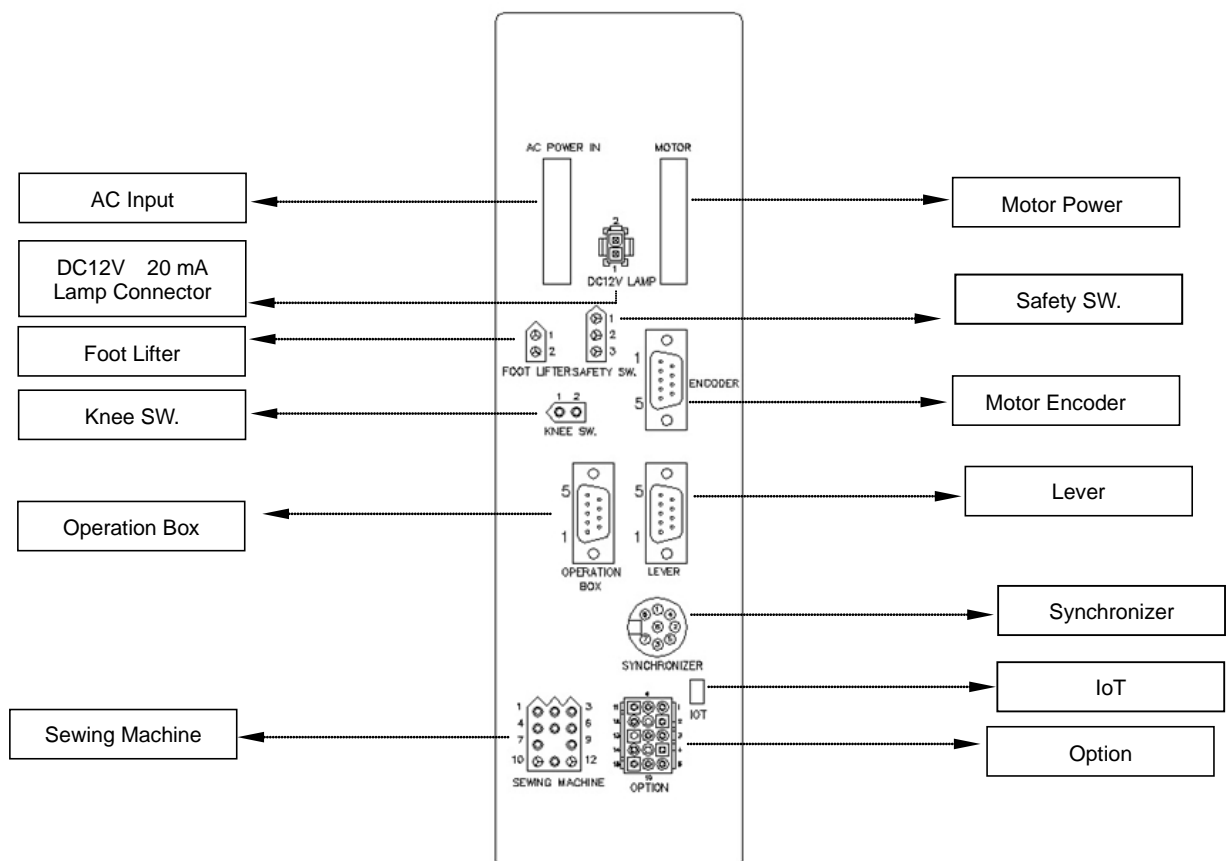 AC POWER IN
MOTOR
AC Input
Motor Power
2
1
DC12V LAMP
DC12V 20 mA
Lamp Connector
Safety SW.
1
2
3
SAFETY SW.
Foot Lifter
1
2
FOOT LIFTER
1
5
ENCODER
Motor Encoder
Knee SW.
1 2
KNEE SW.
Operation Box
5
1
OPERATION
BOX
5
1
LEVER
Lever
Synchronizer
SYNCHRONIZER
IoT
IOT
Sewing Machine
1 3
4 6
7 9
10 12
SEWING MACHINE
OPTION
Option